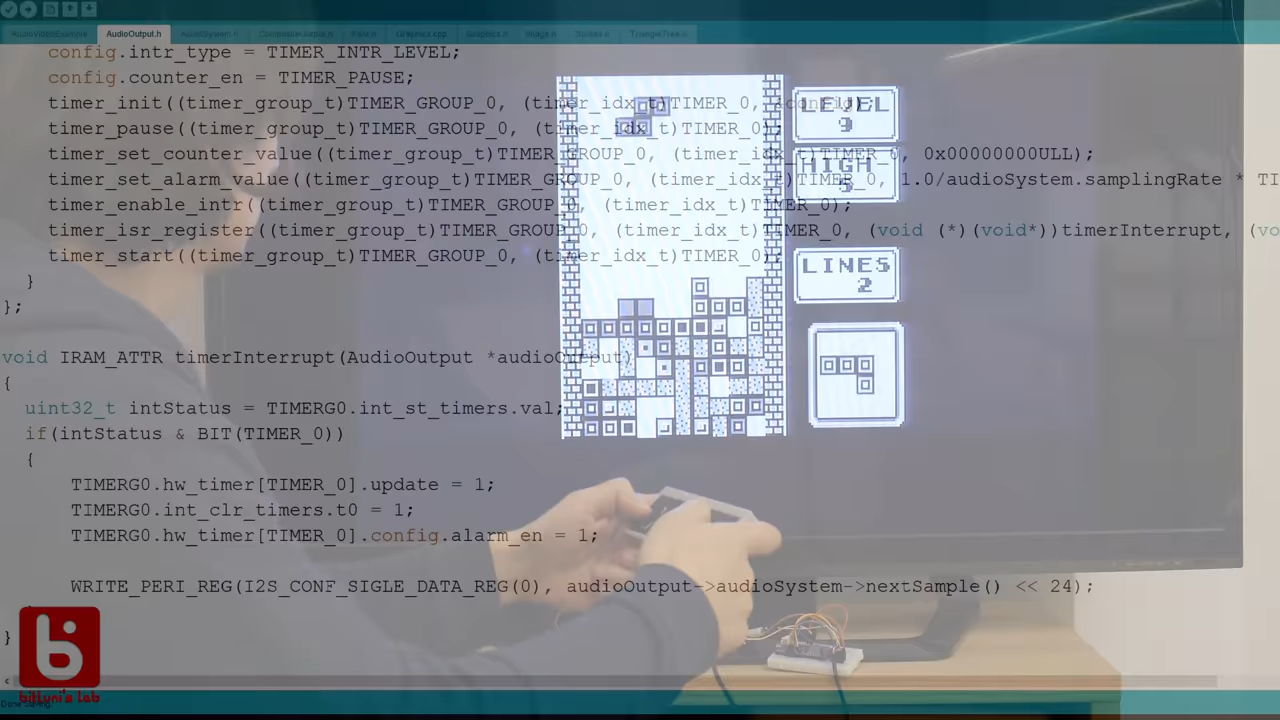 AudioOutput.h
config.intr_type = TIMER_INTR_LEVEL;
config.counter_en = TIMER_PAUSE;
timer_init((timer_group_t)TIMER_GROUP_0, (timer_idx_t)TIMER_0, &config);
timer_pause((timer_group_t)TIMER_GROUP_0, (timer_idx_t)TIMER_0);
timer_set_counter_value((timer_group_t)TIMER_GROUP_0, (timer_idx_t)TIMER_0, 0x00000000ULL);
timer_set_alarm_value((timer_group_t)TIMER_GROUP_0, (timer_idx_t)TIMER_0, 1.0/audioSystem.samplingRate * TI
timer_enable_intr((timer_group_t)TIMER_GROUP_0, (timer_idx_t)TIMER_0);
timer_isr_register((timer_group_t)TIMER_GROUP_0, (timer_idx_t)TIMER_0, (void (*)(void*))timerInterrupt, (vo
timer_start((timer_group_t)TIMER_GROUP_0, (timer_idx_t)TIMER_0);
}
};
void IRAM_ATTR timerInterrupt(AudioOutput *audioOutput)
{
uint32_t intStatus = TIMERG0.int_st_timers.val;
if(intStatus & BIT(TIMER_0))
{
TIMERG0.hw_timer[TIMER_0].update = 1;
TIMERG0.int_clr_timers.t0 = 1;
TIMERG0.hw_timer[TIMER_0].config.alarm_en = 1;
WRITE_PERI_REG(I2S_CONF_SIGLE_DATA_REG(0), audioOutput->audioSystem->nextSample() << 24);
}
LEVEL
9
HIGH
LINES
2
bitluni's Lab